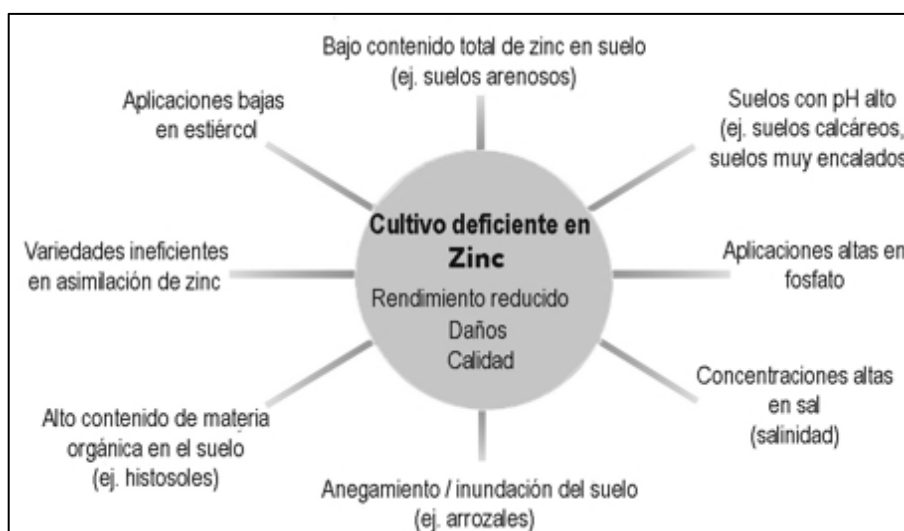 Bajo contenido total de zinc en suelo
(ej. suelos arenosos)
Aplicaciones bajas
en estiércol
Suelos con pH alto
(ej. suelos calcáreos,
suelos muy encalados
Cultivo deficiente en
Zinc
Rendimiento reducido
Daños
Calidad
Variedades ineficientes
en asimilación de zinc
Aplicaciones altas en
fosfato
Alto contenido de materia
orgánica en el suelo
(ej. histosoles)
Concentraciones altas
en sal
(salinidad)
Anegamiento / inundación del suelo
(ej. arrozales)